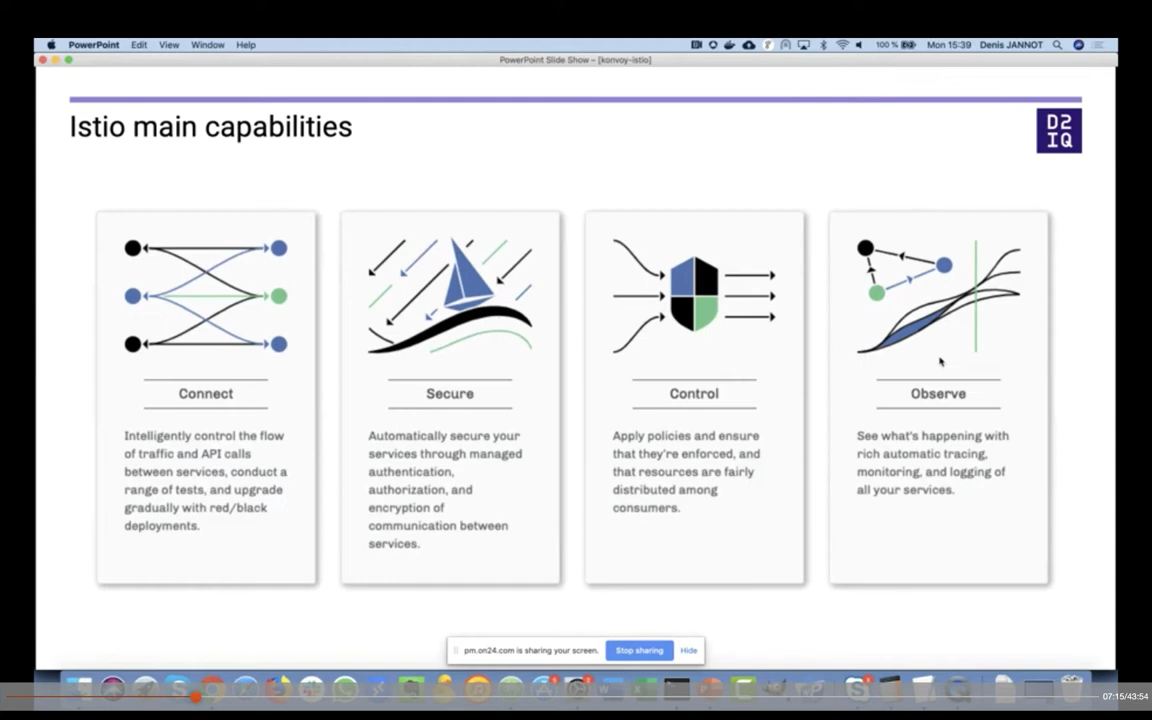 PowerPoint Edit View Window Help 100 % Mon 15:39 Denis JANNOT
PowerPoint Slide Show – [konvoy-istio]
Istio main capabilities
D2
IQ
Connect
Intelligently control the flow
of traffic and API calls
between services, conduct a
range of tests, and upgrade
gradually with red/black
deployments.
Secure
Automatically secure your
services through managed
authentication,
authorization, and
encryption of
communication between
services.
Control
Apply policies and ensure
that they're enforced, and
that resources are fairly
distributed among
consumers.
Observe
See what's happening with
rich automatic tracing,
monitoring, and logging of
all your services.
pm.on24.com is sharing your screen. Stop sharing Hide
07:15/43:54